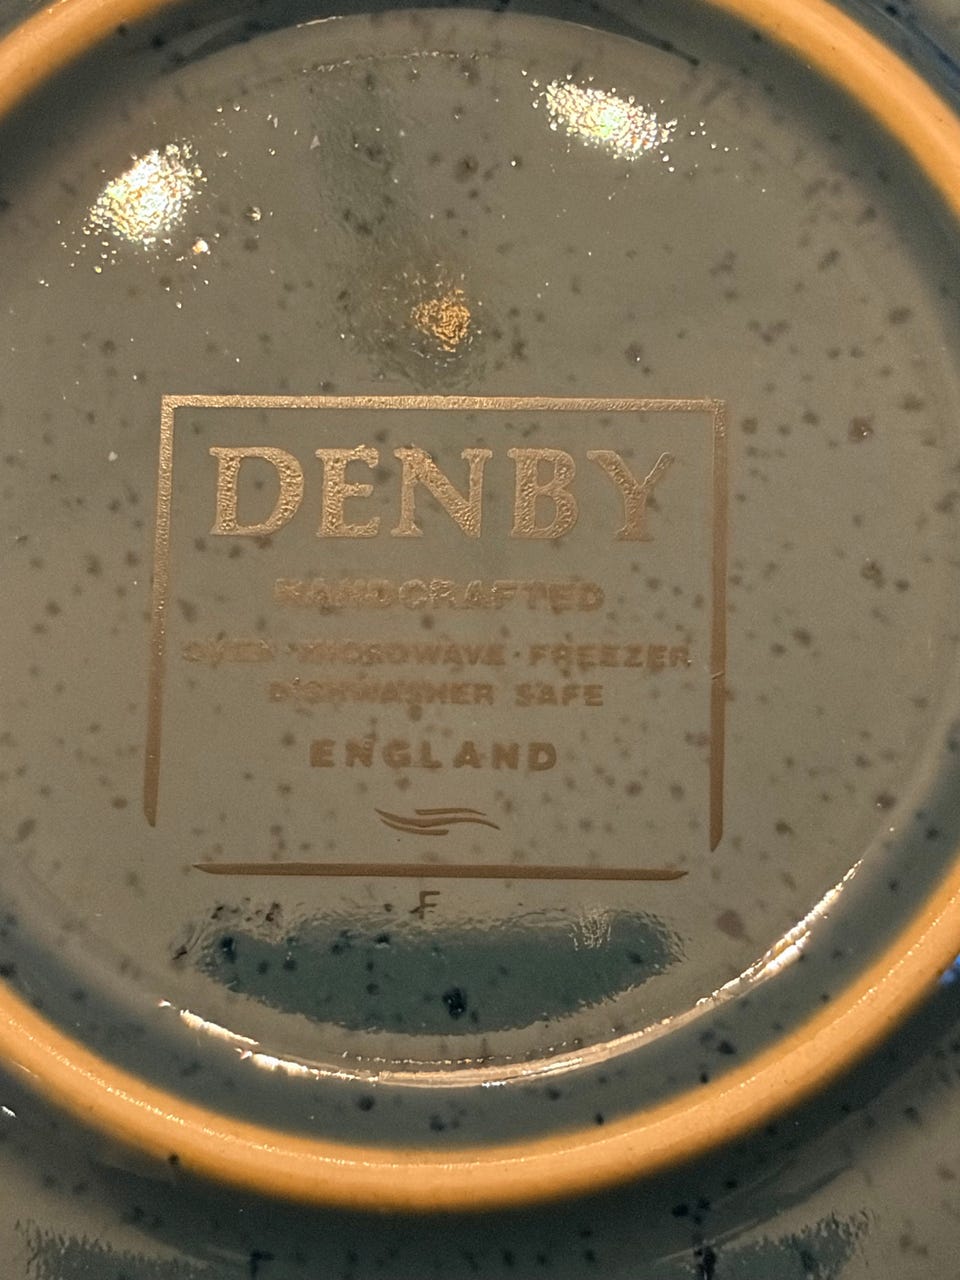 DENBY
HANDCRAFTED
OVEN · MICROWAVE · FREEZER
DISHWASHER SAFE
ENGLAND
F